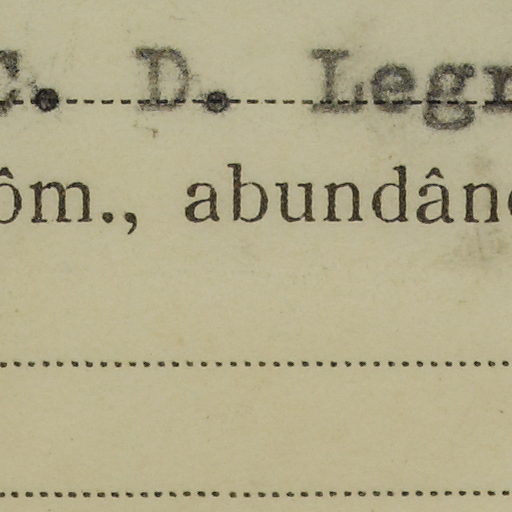 C. D. Legr
ôm., abundânc